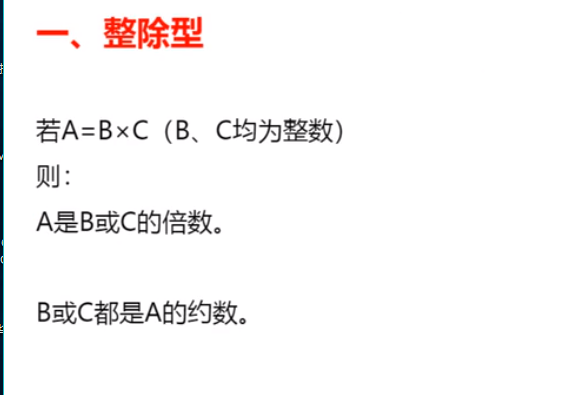 一、整除型
若A=B×C（B、C均为整数）
则：
A是B或C的倍数。
B或C都是A的约数。